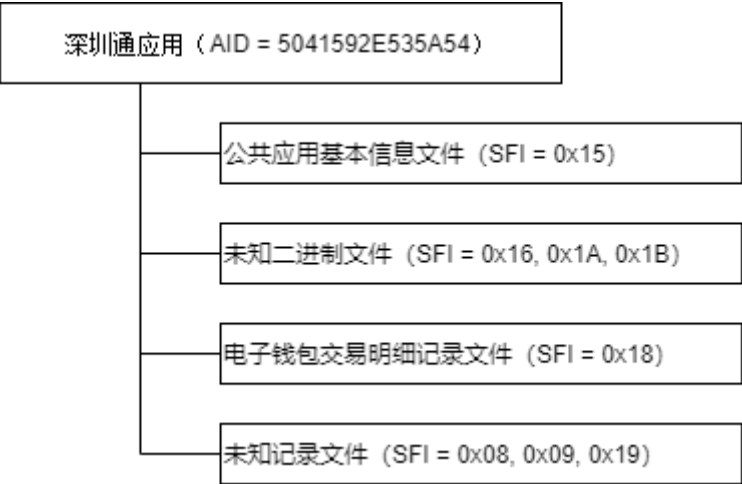 深圳通应用（AID = 5041592E535A54）
公共应用基本信息文件（SFI = 0x15）
未知二进制文件（SFI = 0x16, 0x1A, 0x1B）
电子钱包交易明细记录文件（SFI = 0x18）
未知记录文件（SFI = 0x08, 0x09, 0x19）